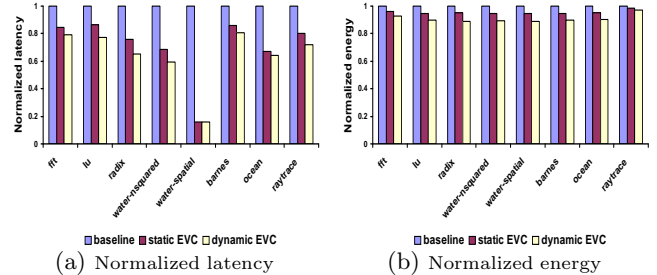 Normalized latency
1
0.8
0.6
0.4
0.2
0
fft
lu
radix
water-nsquared
water-spatial
barnes
ocean
raytrace
baseline static EVC dynamic EVC
(a) Normalized latency
Normalized energy
1
0.8
0.6
0.4
0.2
0
fft
lu
radix
water-nsquared
water-spatial
barnes
ocean
raytrace
baseline static EVC dynamic EVC
(b) Normalized energy